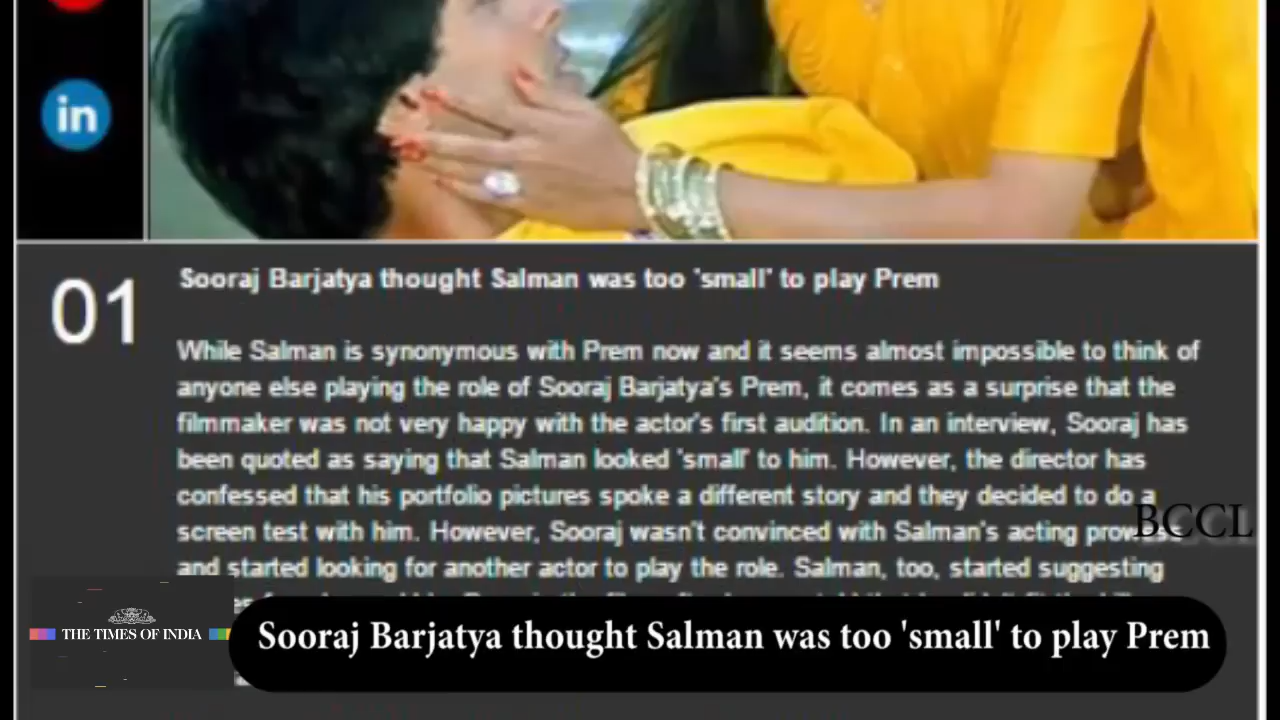 in
01
Sooraj Barjatya thought Salman was too 'small' to play Prem
While Salman is synonymous with Prem now and it seems almost impossible to think of
anyone else playing the role of Sooraj Barjatya's Prem, it comes as a surprise that the
filmmaker was not very happy with the actor's first audition. In an interview, Sooraj has
been quoted as saying that Salman looked 'small' to him. However, the director has
confessed that his portfolio pictures spoke a different story and they decided to do a
screen test with him. However, Sooraj wasn't convinced with Salman's acting
BCCL
and started looking for another actor to play the role. Salman, too, started suggesting
THE TIMES OF INDIA
Sooraj Barjatya thought Salman was too 'small' to play Prem